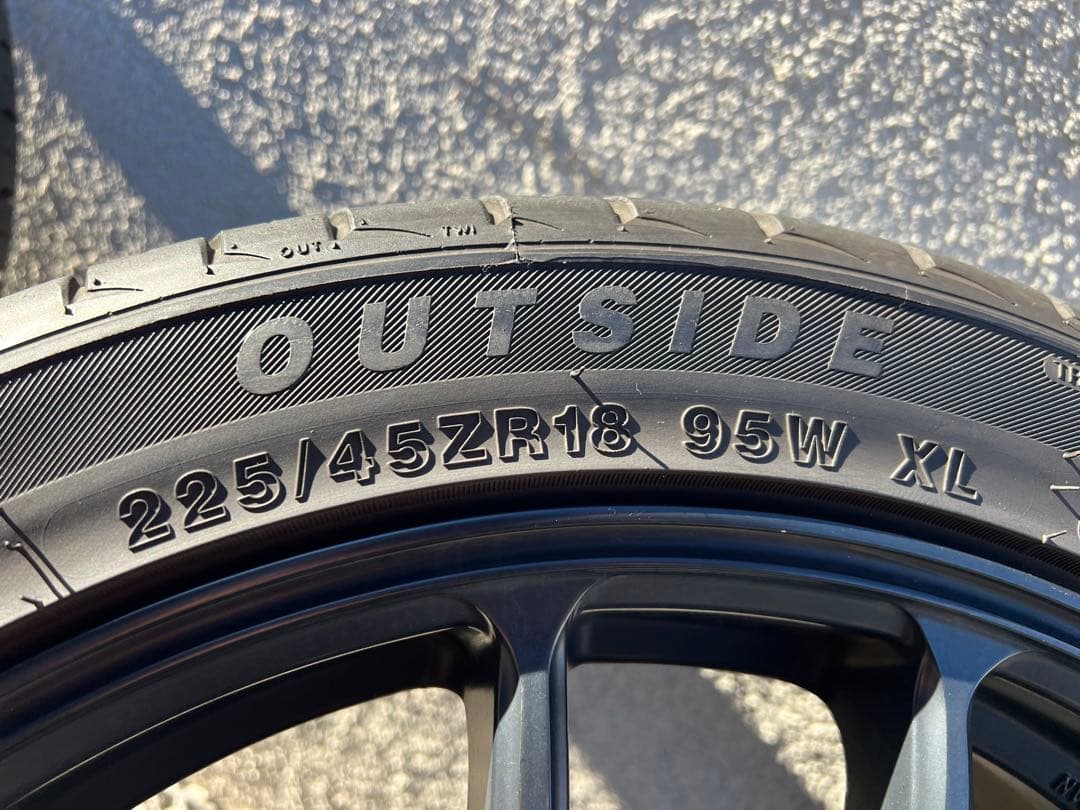 OUT TWI
OUTSIDE
225/45ZR18 95W XL